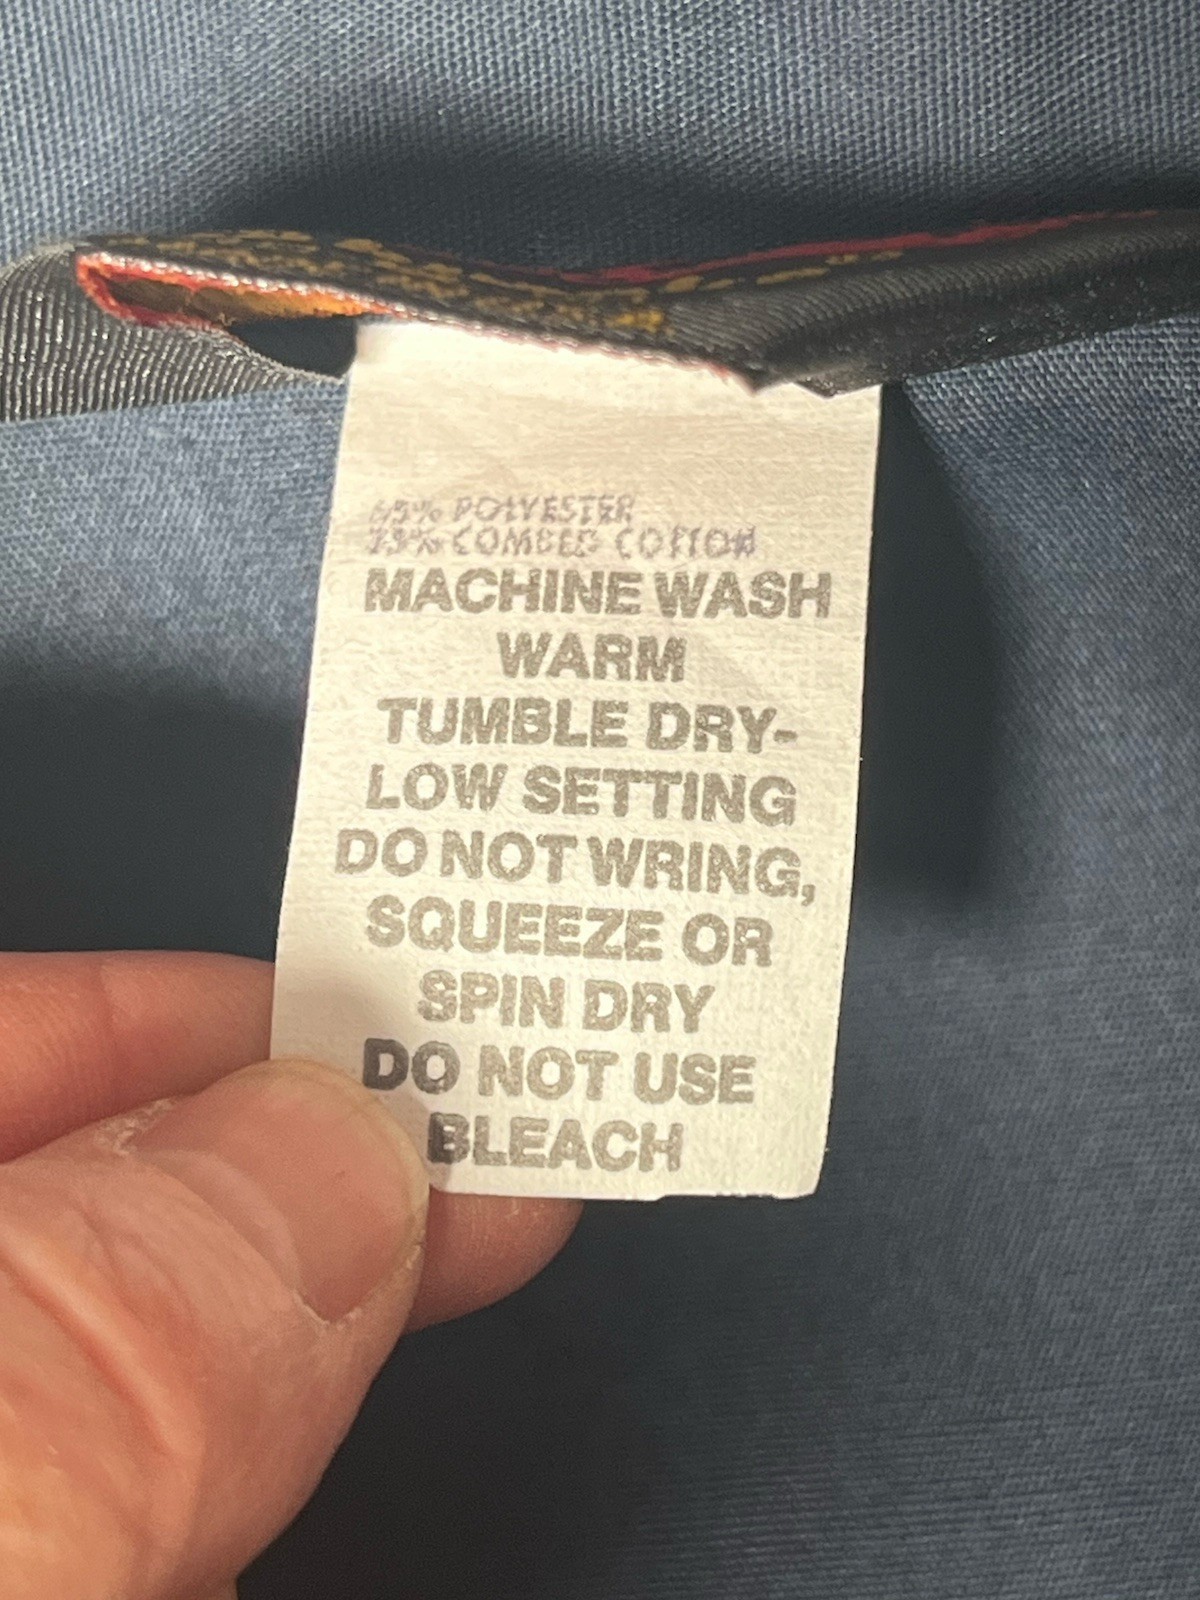 65% POLYESTER
COMBED COTTON
MACHINE WASH
WARM
TUMBLE DRY-
LOW SETTING
DO NOT WRING,
SQUEEZE OR
SPIN DRY
DO NOT USE
BLEACH